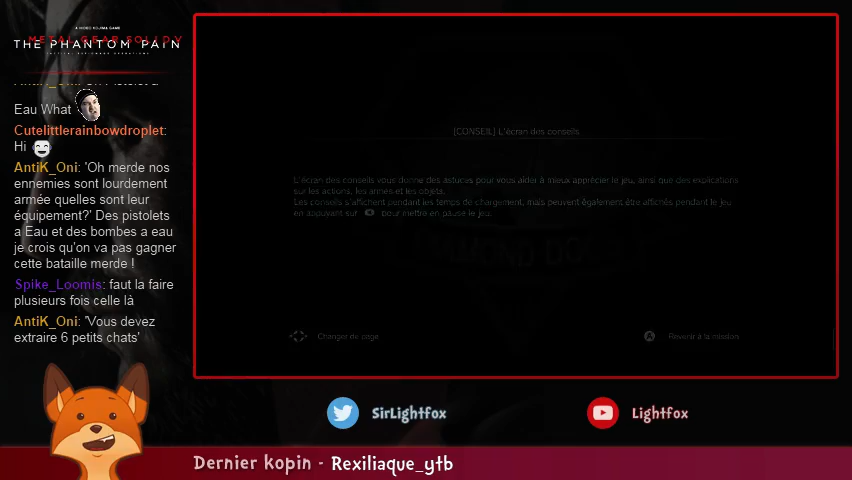 A HIDEO KOJIMA GAME
METAL GEAR SOLID V
THE PHANTOM PAIN
TACTICAL ESPIONAGE OPERATIONS
Eau What
Cutelittlerainbowdroplet:
Hi
AntiK_Oni: 'Oh merde nos
ennemies sont lourdement
armée quelles sont leur
équipement?' Des pistolets
a Eau et des bombes a eau
je crois qu'on va pas gagner
cette bataille merde !
Spike_Loomis: faut la faire
plusieurs fois celle là
AntiK_Oni: 'Vous devez
extraire 6 petits chats'
[CONSEIL] L'écran des conseils
L'écran des conseils vous donne des astuces pour vous aider à mieux apprécier le jeu, ainsi que des explications
sur les actions, les armes et les objets.
Les conseils s'affichent pendant les temps de chargement, mais peuvent également être affichés pendant le jeu
en appuyant sur pour mettre en pause le jeu.
DIAMOND DOGS
Changer de page
A Revenir à la mission
SirLightfox
Lightfox
Dernier kopin - Rexiliaque_ytb